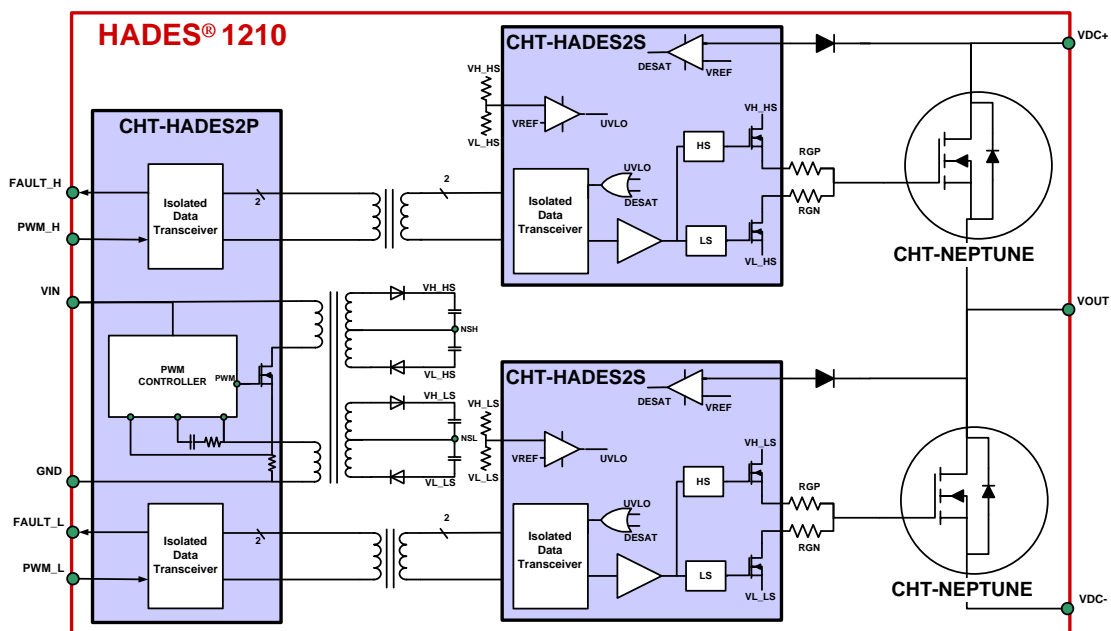 HADES® 1210
VDC+
CHT-HADES2S
DESAT
VREF
VH_HS
VREF
UVLO
VL_HS
VH_HS
HS
UVLO
DESAT
Isolated
Data
Transceiver
LS
VL_HS
RGP
RGN
CHT-NEPTUNE
CHT-HADES2P
FAULT_H
PWM_H
Isolated
Data
Transceiver
2
2
VIN
VH_HS
NSH
VL_HS
PWM
CONTROLLER
PWM
VH_LS
NSL
VL_LS
GND
VOUT
CHT-HADES2S
DESAT
VREF
VH_LS
VREF
UVLO
VL_LS
VH_LS
HS
UVLO
DESAT
Isolated
Data
Transceiver
LS
VL_LS
RGP
RGN
CHT-NEPTUNE
FAULT_L
PWM_L
Isolated
Data
Transceiver
2
2
VDC-